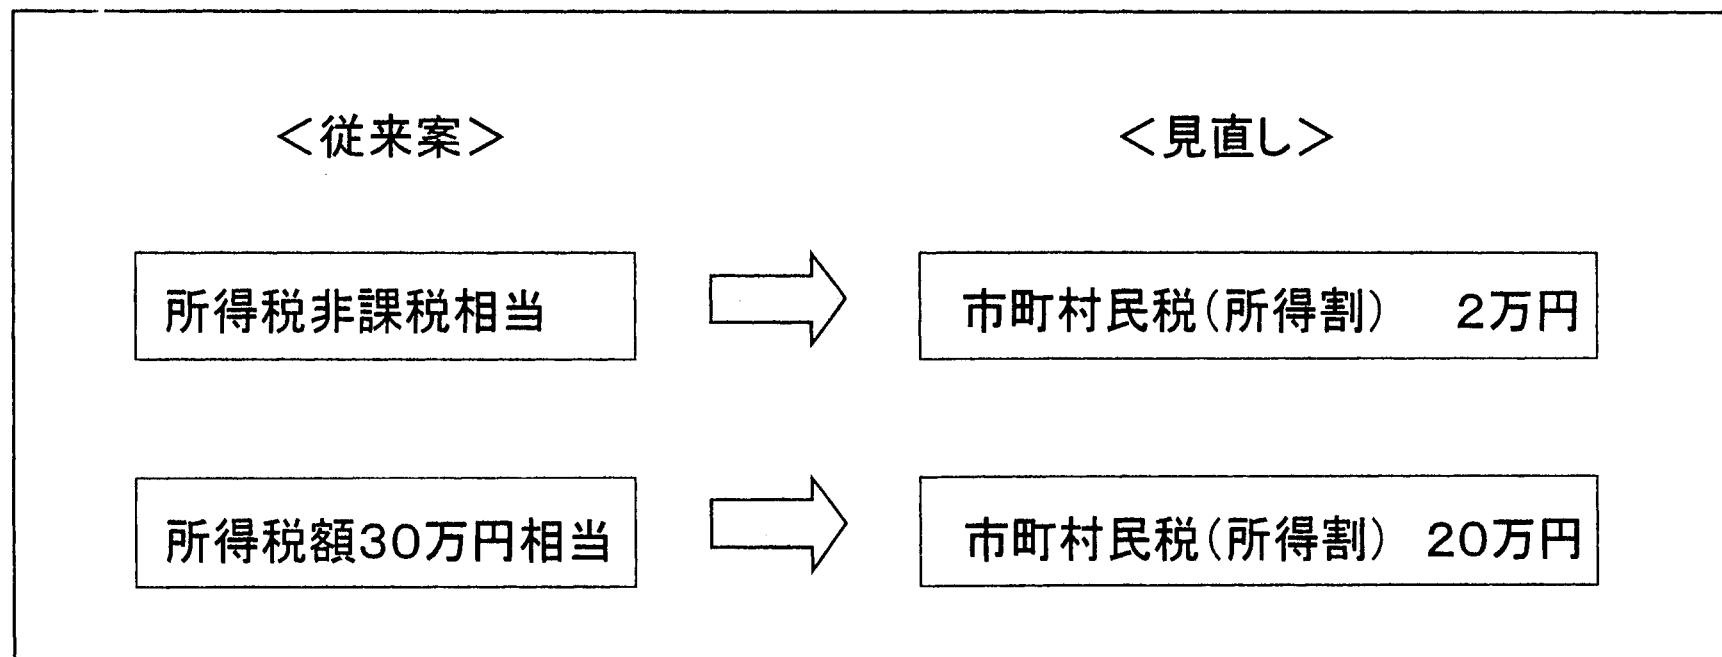 ＜従来案＞
＜見直し＞
所得税非課税相当
市町村民税（所得割）　2万円
所得税額30万円相当
市町村民税（所得割）　20万円